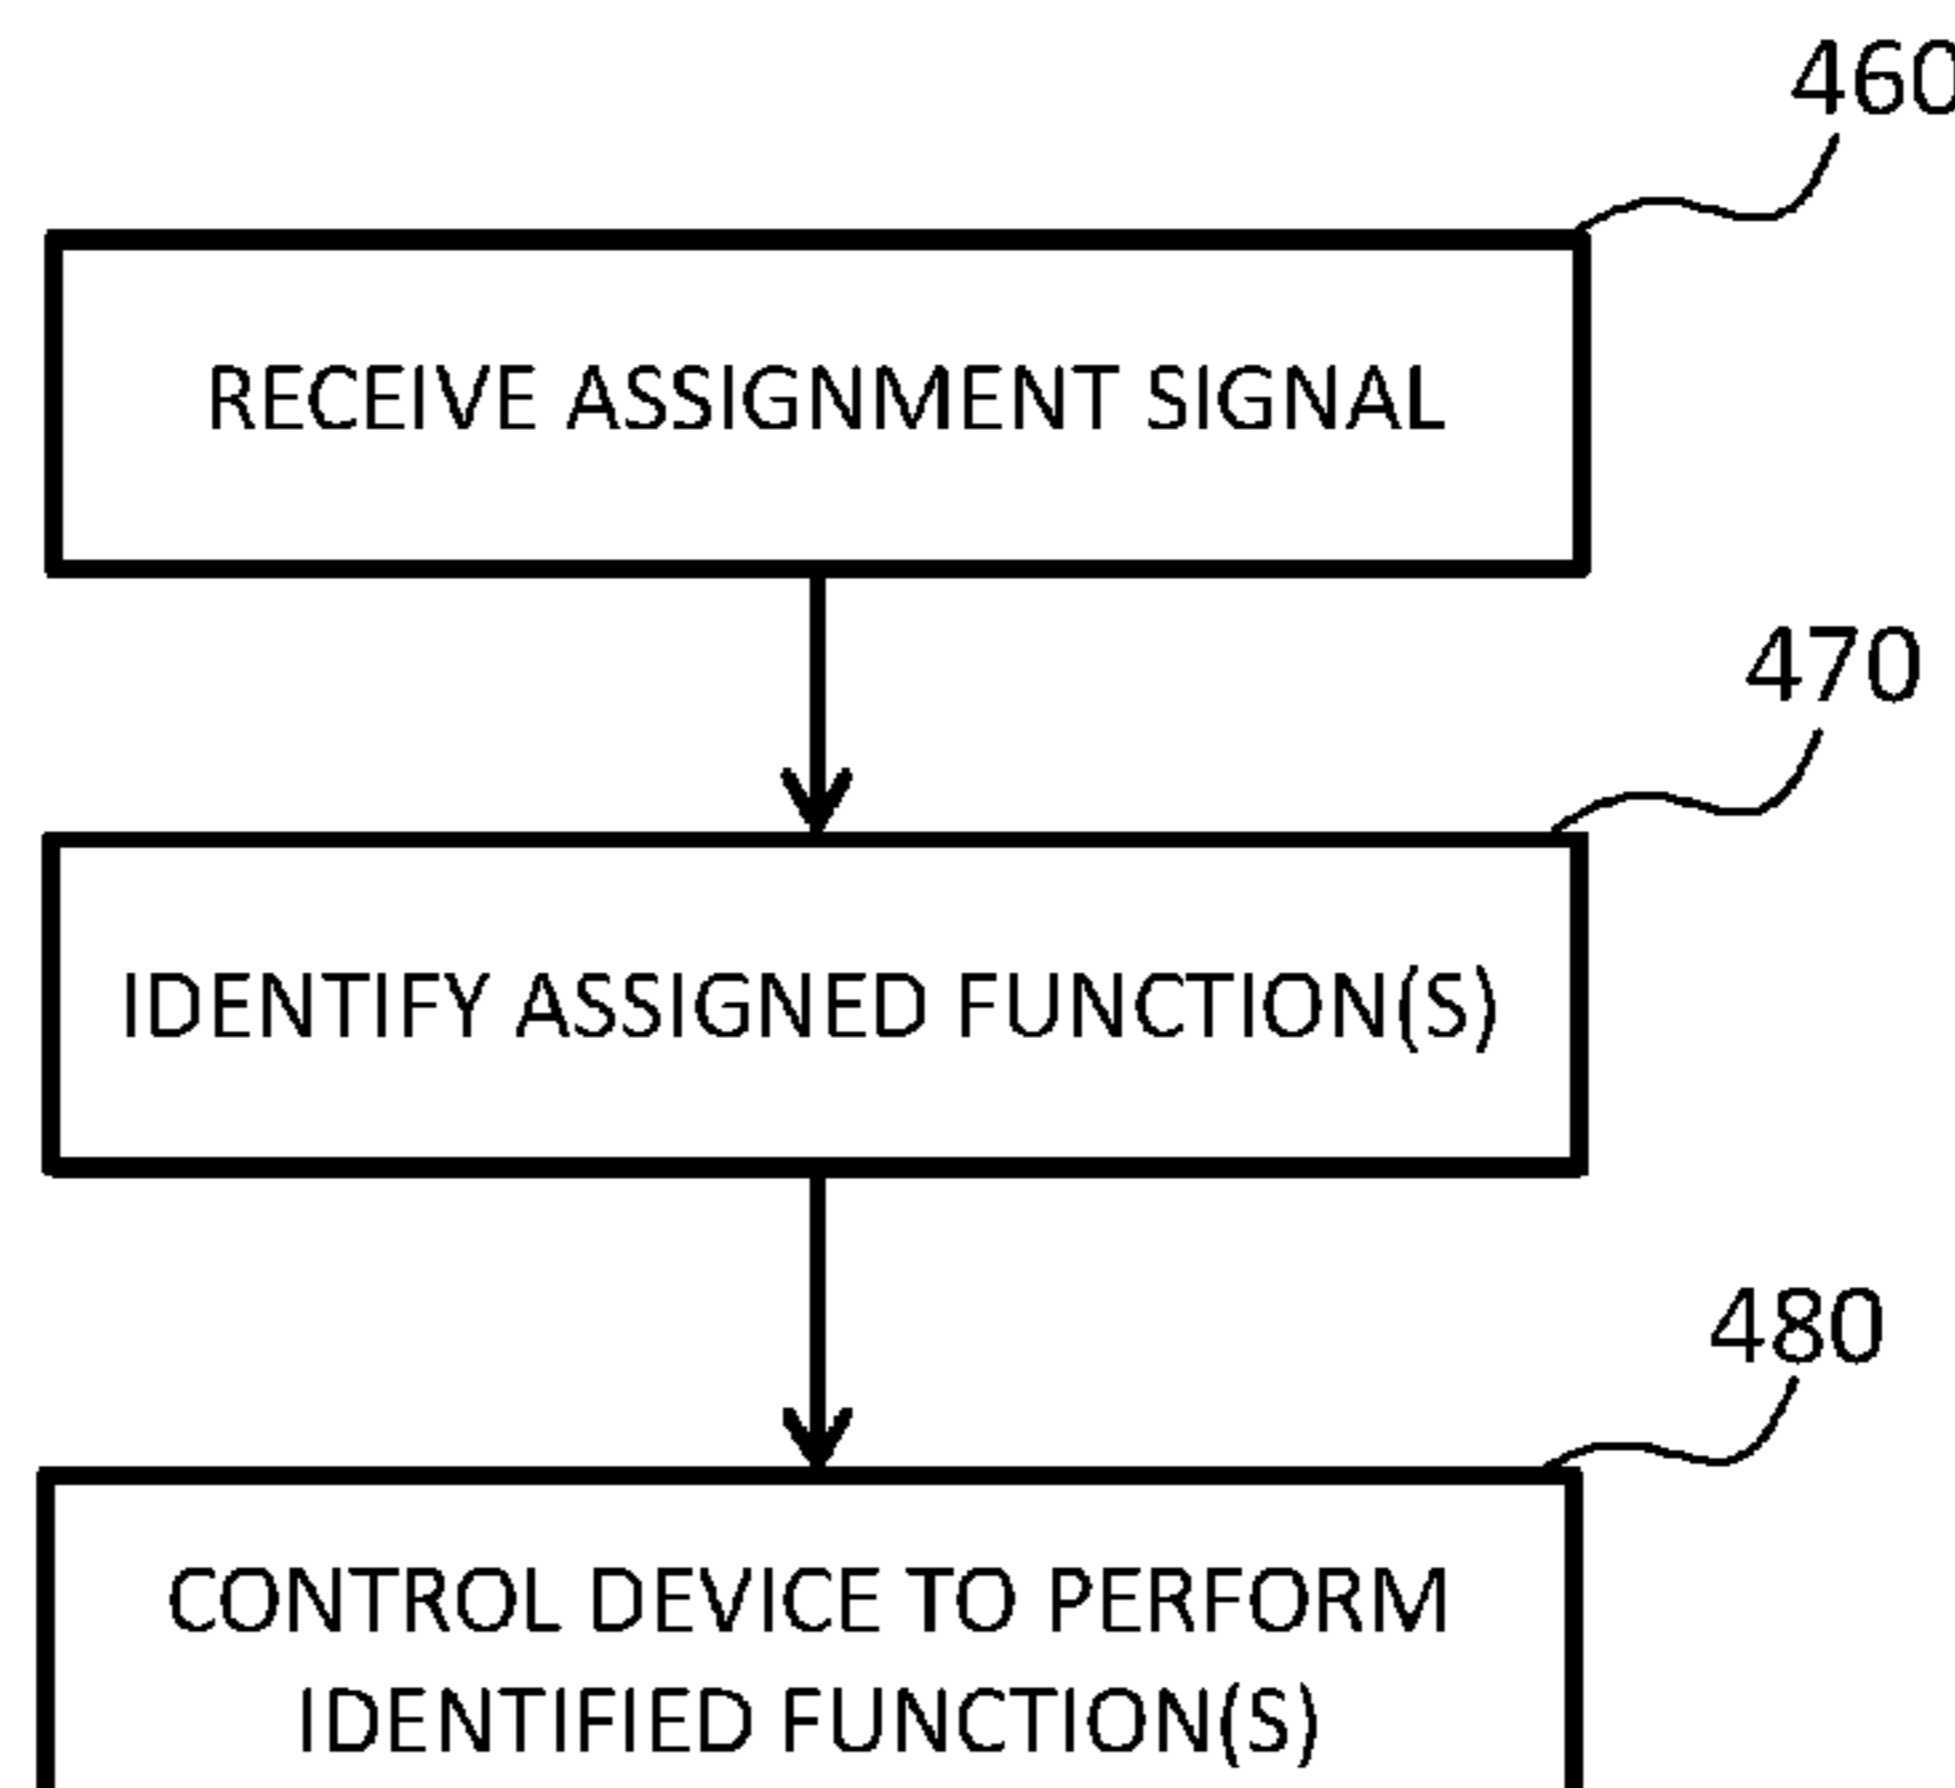 460
RECEIVE ASSIGNMENT SIGNAL
470
IDENTIFY ASSIGNED FUNCTION(S)
480
CONTROL DEVICE TO PERFORM
IDENTIFIED FUNCTION(S)